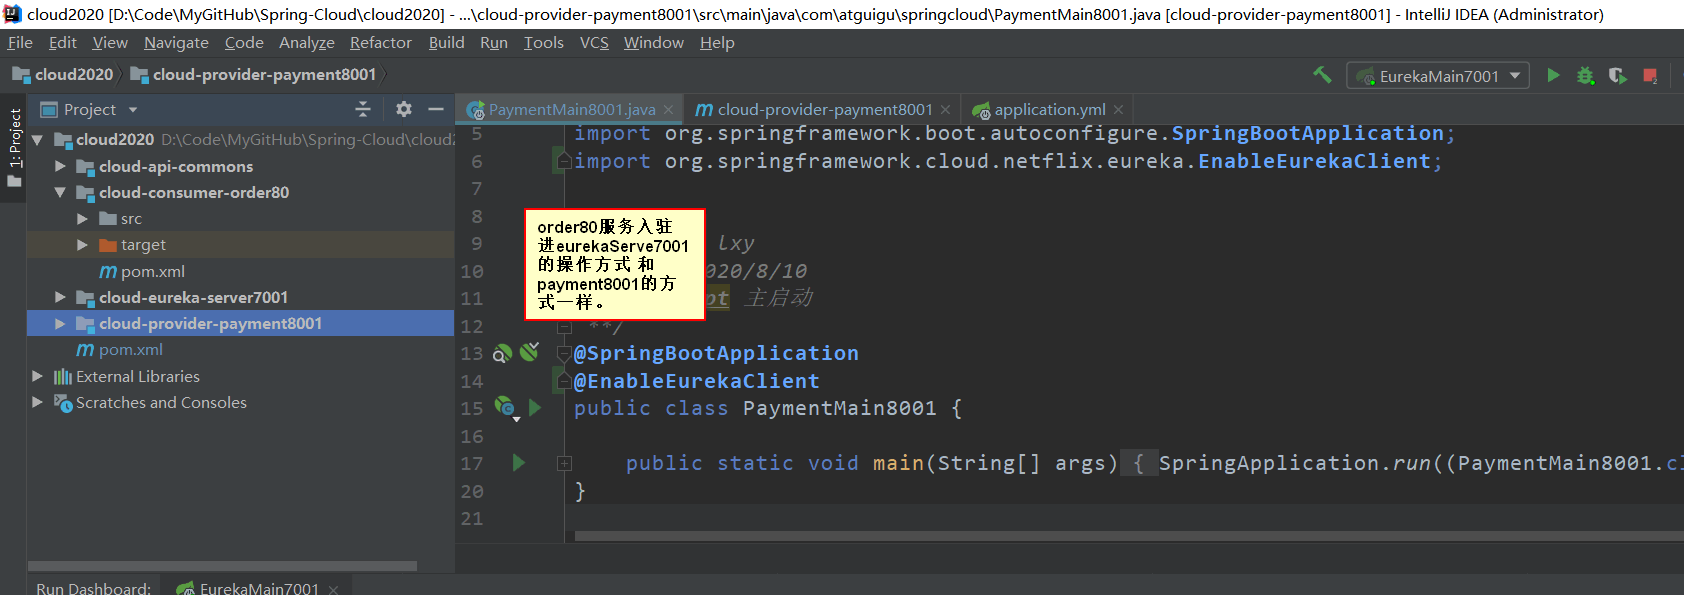 cloud2020 [D:\Code\MyGitHub\Spring-Cloud\cloud2020] - ...\cloud-provider-payment8001\src\main\java\com\atguigu\springcloud\PaymentMain8001.java [cloud-provider-payment8001] - IntelliJ IDEA (Administrator)
File Edit View Navigate Code Analyze Refactor Build Run Tools VCS Window Help
cloud2020 cloud-provider-payment8001 EurekaMain7001
1: Project
Project
cloud2020 D:\Code\MyGitHub\Spring-Cloud\cloud2
cloud-api-commons
cloud-consumer-order80
src
target
pom.xml
cloud-eureka-server7001
cloud-provider-payment8001
pom.xml
External Libraries
Scratches and Consoles
PaymentMain8001.java cloud-provider-payment8001 application.yml
5 import org.springframework.boot.autoconfigure.SpringBootApplication;
6 import org.springframework.cloud.netflix.eureka.EnableEurekaClient;
7
8
9 lxy
10 020/8/10
11 pt 主启动
12 **/
13 @SpringBootApplication
14 @EnableEurekaClient
15 public class PaymentMain8001 {
16
17 public static void main(String[] args) { SpringApplication.run((PaymentMain8001.cl
20 }
21
order80服务入驻
进eurekaServe7001
的操作方式 和
payment8001的方
式一样。
Run Dashboard: EurekaMain7001